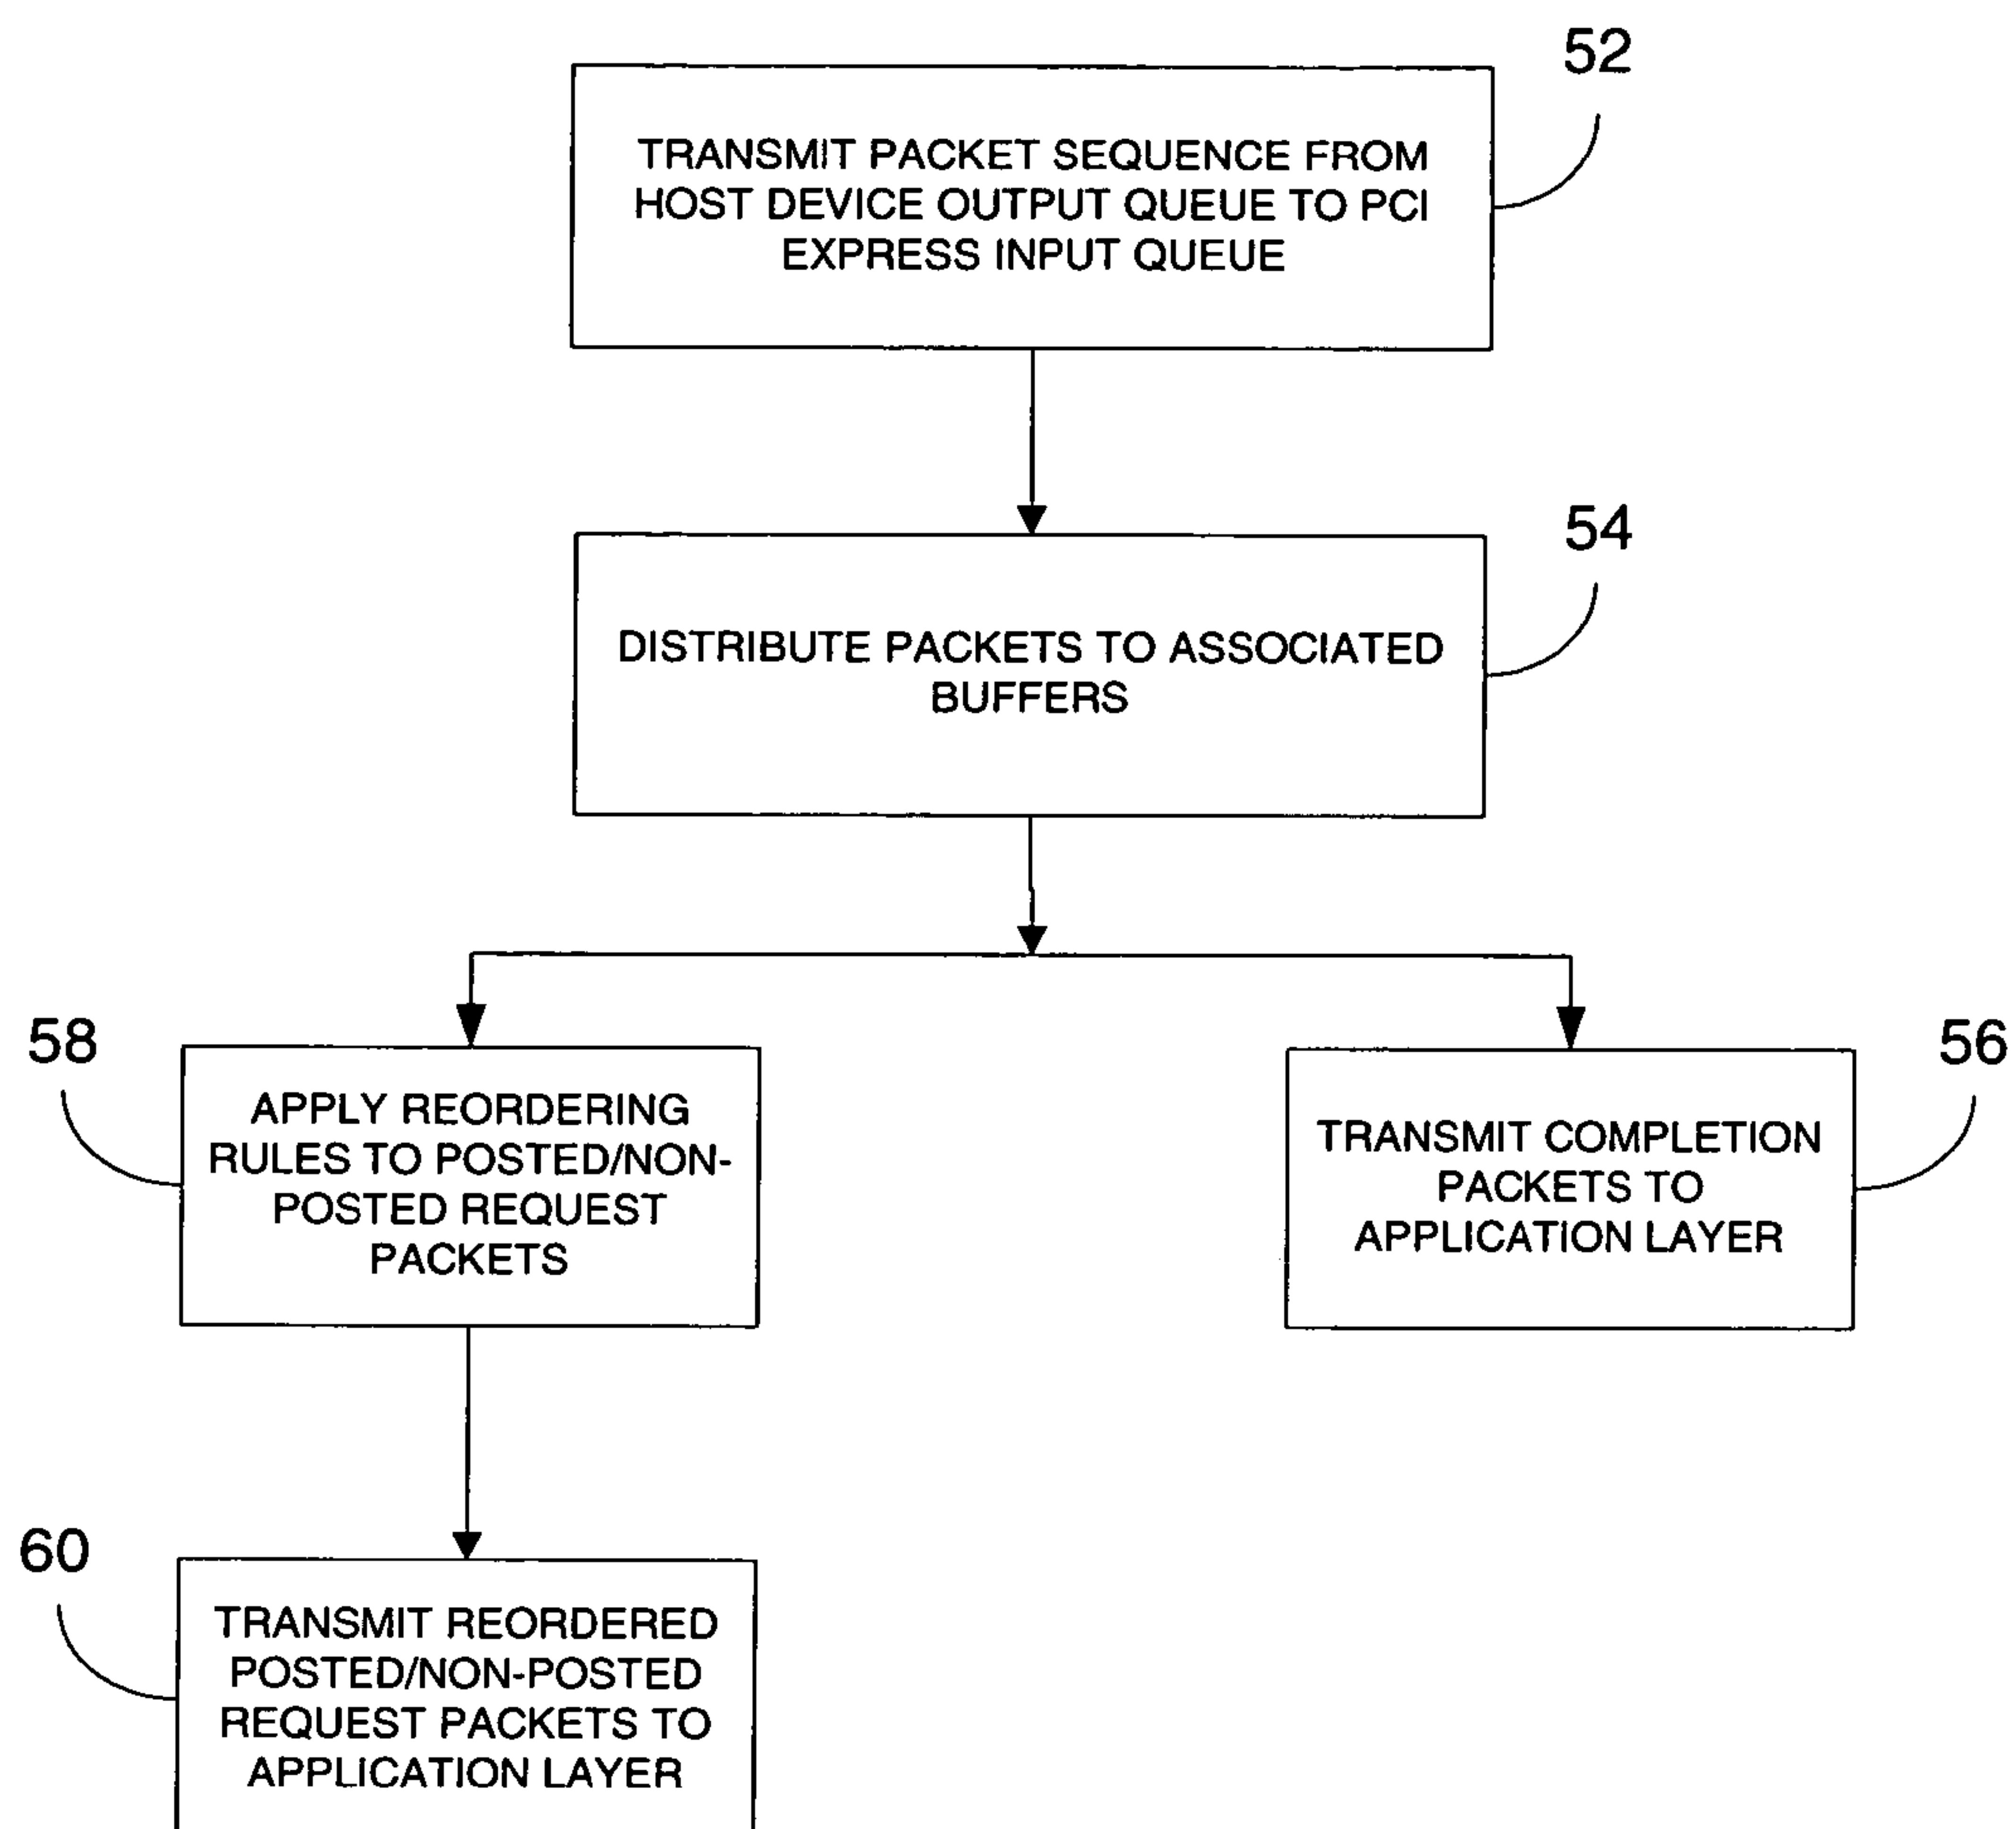 52
TRANSMIT PACKET SEQUENCE FROM
HOST DEVICE OUTPUT QUEUE TO PCI
EXPRESS INPUT QUEUE
54
DISTRIBUTE PACKETS TO ASSOCIATED
BUFFERS
58
APPLY REORDERING
RULES TO POSTED/NON-
POSTED REQUEST
PACKETS
56
TRANSMIT COMPLETION
PACKETS TO
APPLICATION LAYER
60
TRANSMIT REORDERED
POSTED/NON-POSTED
REQUEST PACKETS TO
APPLICATION LAYER